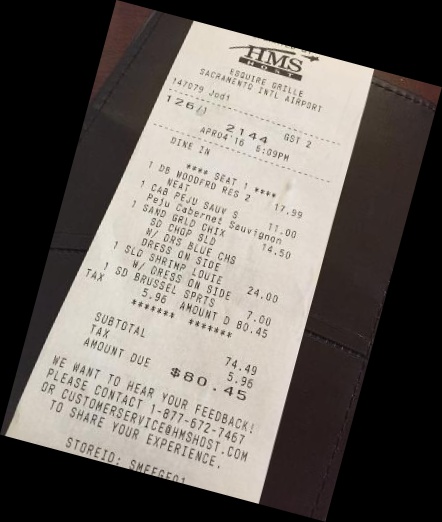 HMS
HOST
ESQUIRE GRILLE
SACRAMENTO INTL AIRPORT
147079 Jodi
126/1
2144 GST 2
APR04'16 6:09PM
DINE IN
**** SEAT 1 ****
1 DB WOODFRD RES 2 17.99
NEAT
1 CAB PEJU SAUV S 11.00
Peju Cabernet Sauvignon
1 SAND GRLD CHIX 14.50
SD CHOP SLD
W/ DRS BLUE CHS
DRESS ON SIDE
1 SLD SHRIMP LOUIE 24.00
W/ DRESS ON SIDE
1 SD BRUSSEL SPRTS 7.00
TAX 5.96 AMOUNT D 80.45
******* *******
SUBTOTAL 74.49
TAX 5.96
AMOUNT DUE
$80.45
WE WANT TO HEAR YOUR FEEDBACK!
PLEASE CONTACT 1-877-672-7467
OR CUSTOMERSERVICE@HMSHOST.COM
TO SHARE YOUR EXPERIENCE.
STOREID: